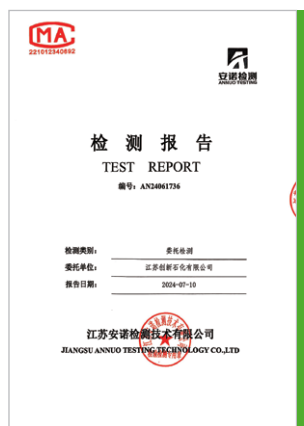 MA
221012340892
安诺检测
ANNUO TESTING
检 测 报 告
TEST REPORT
编号：AN24061736
检测类别： 委托检测
委托单位： 江苏创新石化有限公司
报告日期： 2024-07-10
江苏安诺检测技术有限公司
JIANGSU ANNUO TESTING TECHNOLOGY CO.,LTD